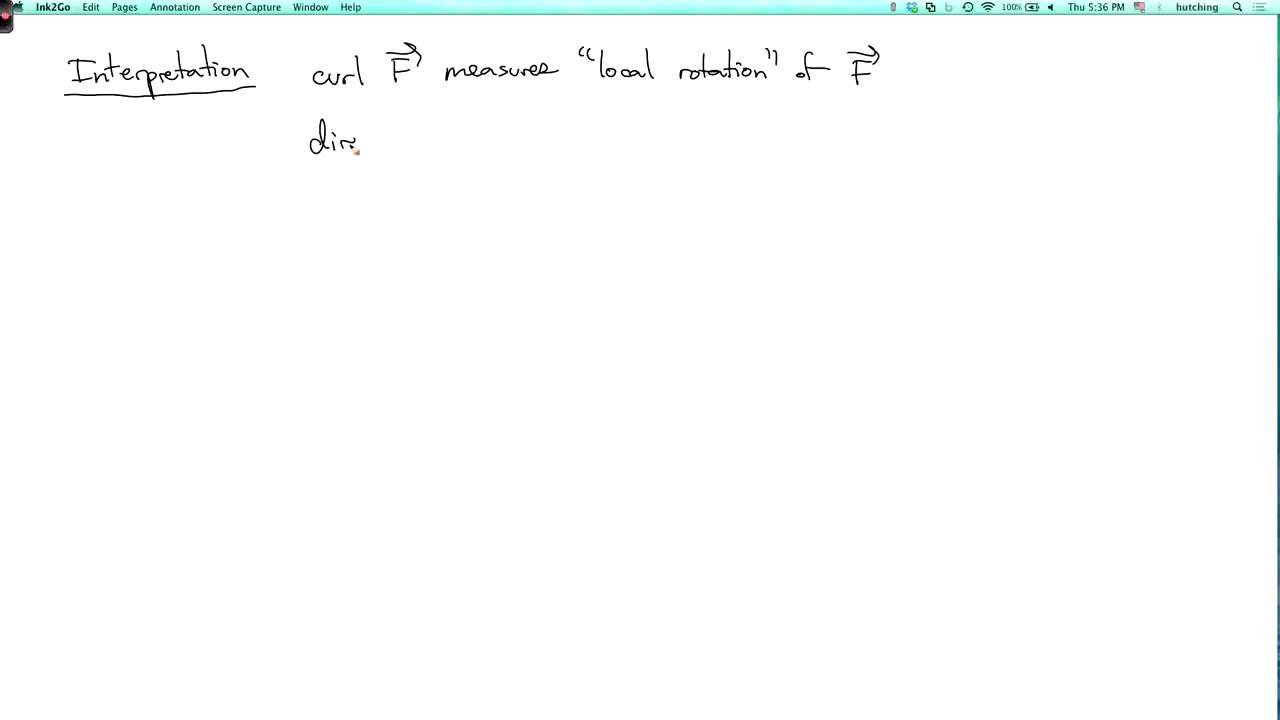 Ink2Go Edit Pages Annotation Screen Capture Window Help 100% Thu 5:36 PM hutching
Interpretation curl F⃗ measures “local rotation” of F⃗
div